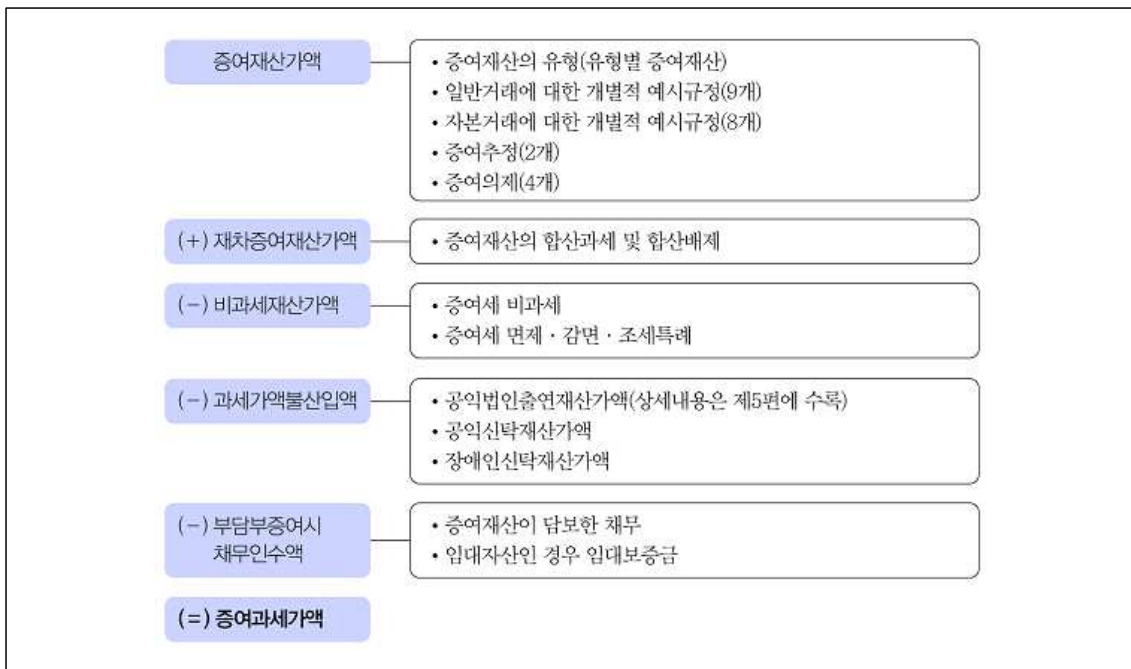 증여재산가액
• 증여재산의 유형(유형별 증여재산)
• 일반거래에 대한 개별적 예시규정(9개)
• 자본거래에 대한 개별적 예시규정(8개)
• 증여추정(2개)
• 증여의제(4개)
(+) 재차증여재산가액
• 증여재산의 합산과세 및 합산배제
(-) 비과세재산가액
• 증여세 비과세
• 증여세 면제 · 감면 · 조세특례
(-) 과세가액불산입액
• 공익법인출연재산가액(상세내용은 제5편에 수록)
• 공익신탁재산가액
• 장애인신탁재산가액
(-) 부담부증여시
채무인수액
• 증여재산이 담보한 채무
• 임대자산인 경우 임대보증금
(=) 증여과세가액